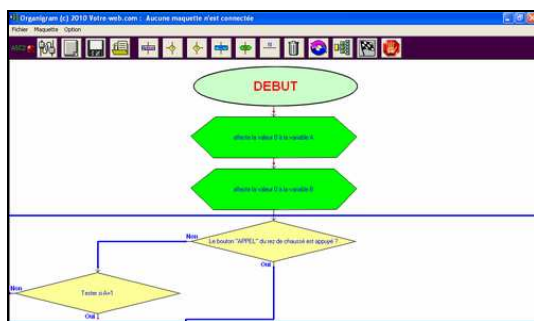 Organigram (c) 2010 Votre-web.com : Aucune maquette n'est connectée
Fichier Maquette Option
DEBUT
affecte la valeur 0 à la variable A
affecte la valeur 0 à la variable B
Le bouton "APPEL" du rez de chaussé est appuyé ?
Non
Oui
Non
Tester si A=1
Oui